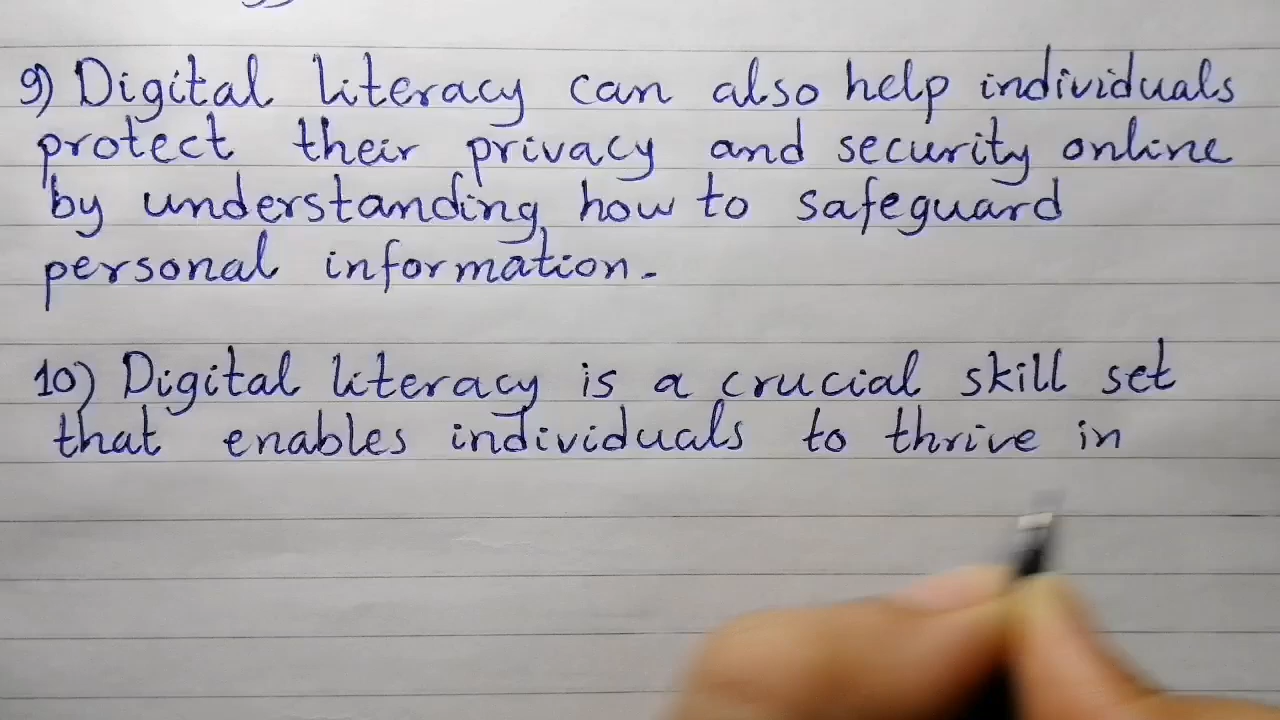 9) Digital literacy can also help individuals
protect their privacy and security online
by understanding how to safeguard
personal information.
10) Digital literacy is a crucial skill set
that enables individuals to thrive in